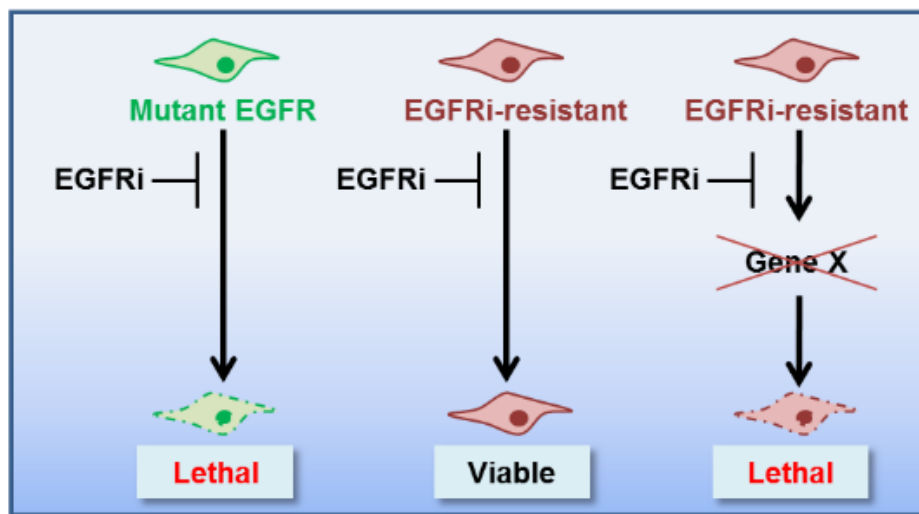 Mutant EGFR
EGFRi-resistant
EGFRi-resistant
EGFRi
EGFRi
EGFRi
Gene X
Lethal
Viable
Lethal